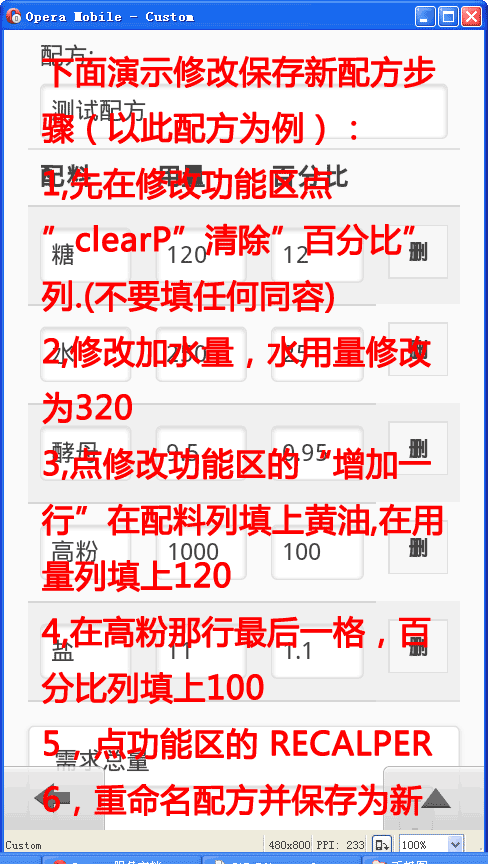 Opera Mobile - Custom
配方:
下面演示修改保存新配方步
测试配方
骤（以此配方为例）：
配料 用量 百分比
1,先在修改功能区点
”clearP”清除”百分比”
糖 120 12 删
列.(不要填任何同容)
2,修改加水量，水用量修改
水 250 25 删
为320
酵母 9.5 0.95 删
3,点修改功能区的“增加一
行”在配料列填上黄油,在用
高粉 1000 100 删
量列填上120
4,在高粉那行最后一格，百
盐 11 1.1 删
分比列填上100
5，点功能区的 RECALPER
需求总量
6，重命名配方并保存为新
Custom 480x800 PPI: 233 100%